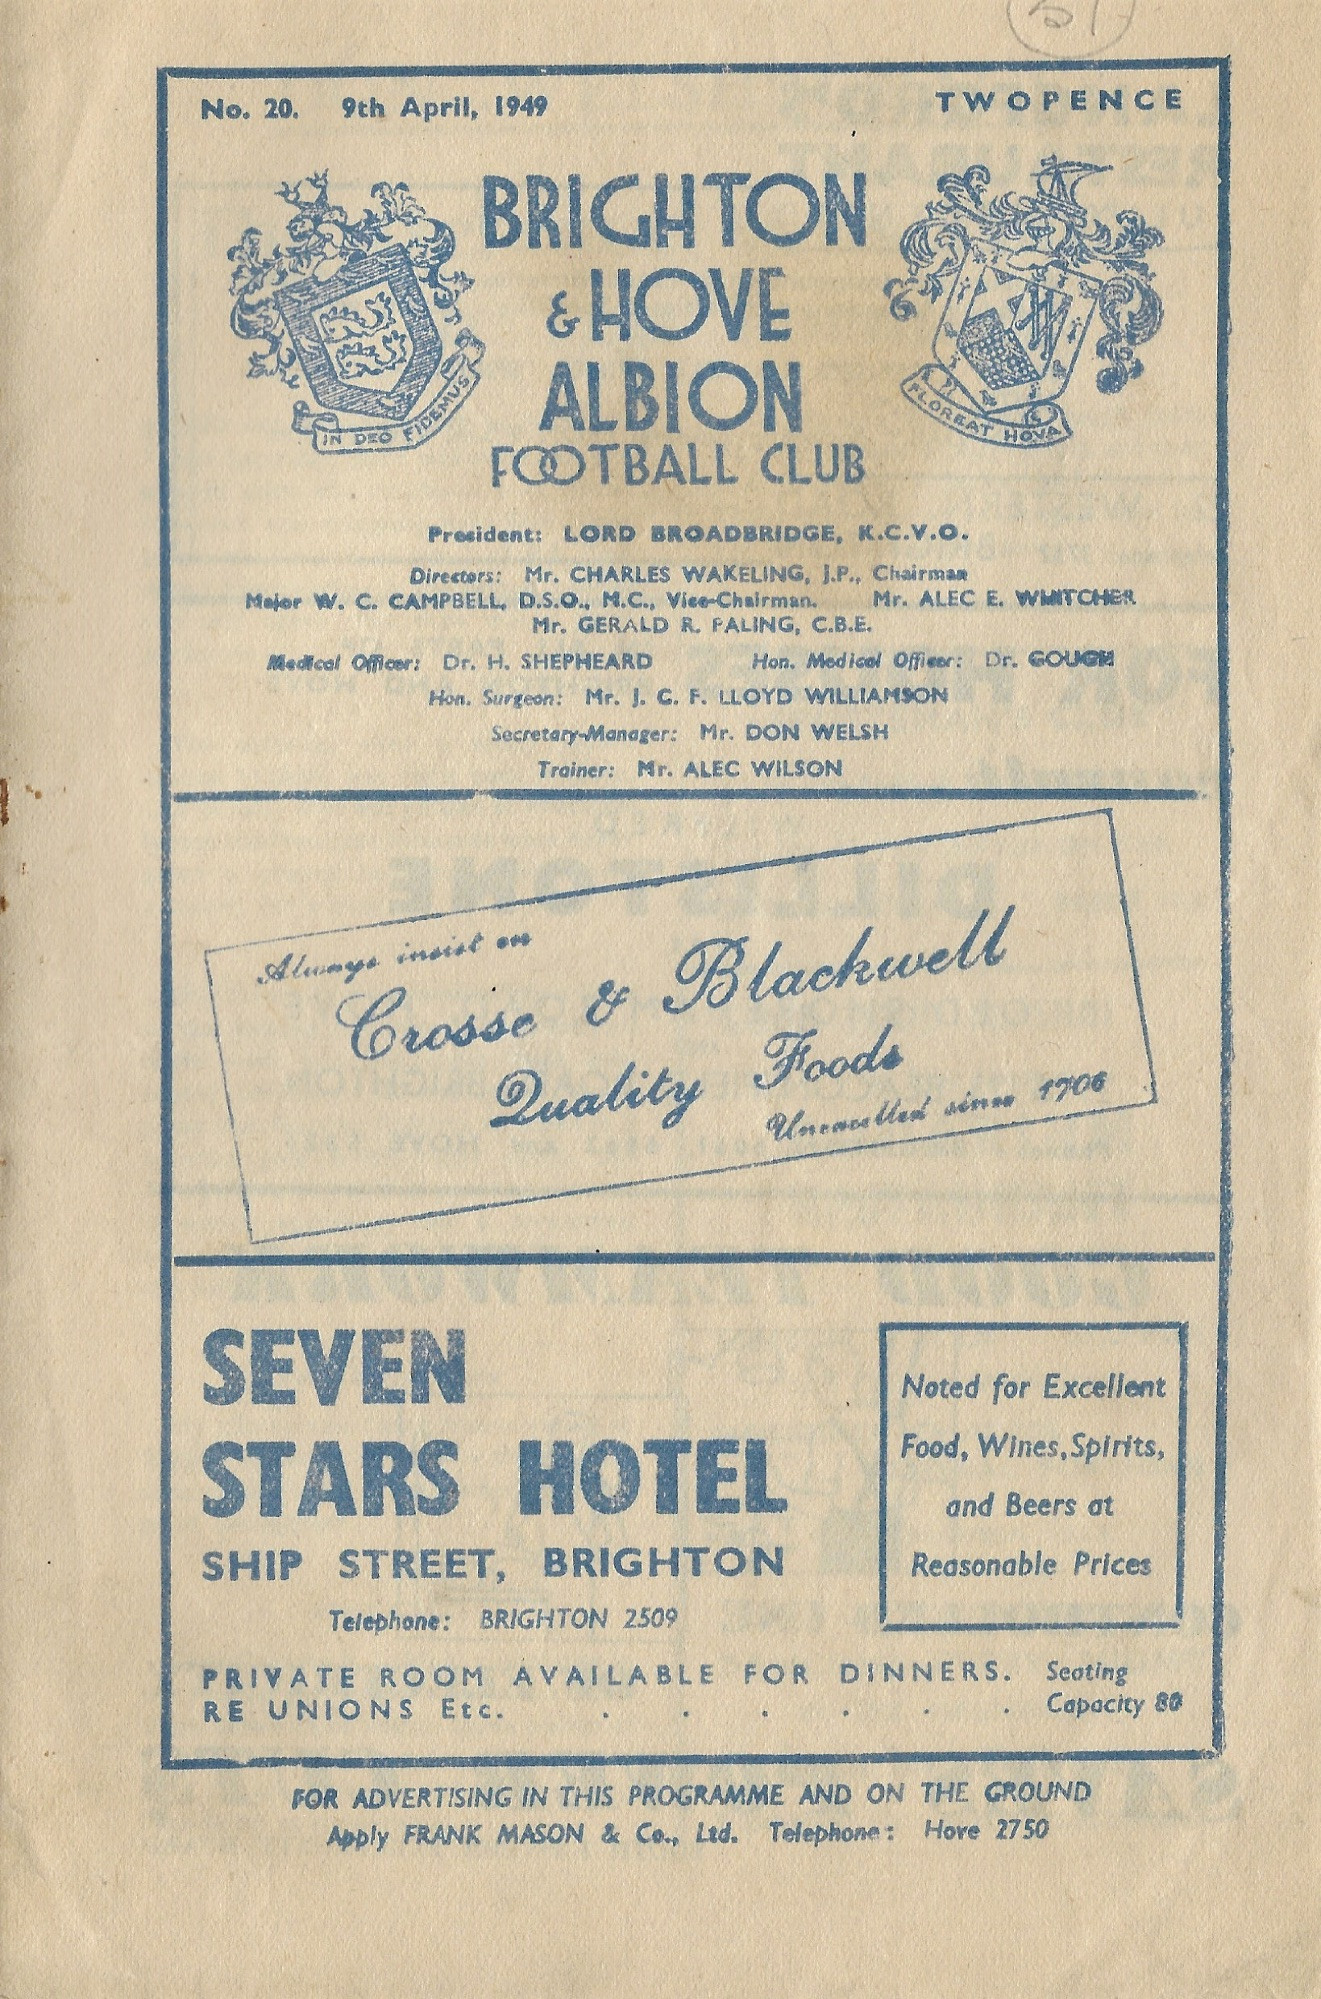 51
No. 20. 9th April, 1949
TWOPENCE
BRIGHTON
& HOVE
ALBION
FOOTBALL CLUB
IN DEO FIDEMUS
FLOREAT HOVA
President: LORD BROADBRIDGE, K.C.V.O.
Directors: Mr. CHARLES WAKELING, J.P., Chairman
Major W. C. CAMPBELL, D.S.O., M.C., Vice-Chairman. Mr. ALEC E. WHITCHER
Mr. GERALD R. PALING, C.B.E.
Medical Officer: Dr. H. SHEPHEARD Hon. Medical Officer: Dr. GOUGH
Hon. Surgeon: Mr. J. C. F. LLOYD WILLIAMSON
Secretary-Manager: Mr. DON WELSH
Trainer: Mr. ALEC WILSON
Always insist on
Crosse & Blackwell
Quality Foods
Unexcelled since 1706
SEVEN
STARS HOTEL
SHIP STREET, BRIGHTON
Telephone: BRIGHTON 2509
Noted for Excellent
Food, Wines, Spirits,
and Beers at
Reasonable Prices
PRIVATE ROOM AVAILABLE FOR DINNERS. Seating
RE UNIONS Etc. . . . . . . Capacity 80
FOR ADVERTISING IN THIS PROGRAMME AND ON THE GROUND
Apply FRANK MASON & Co., Ltd. Telephone: Hove 2750